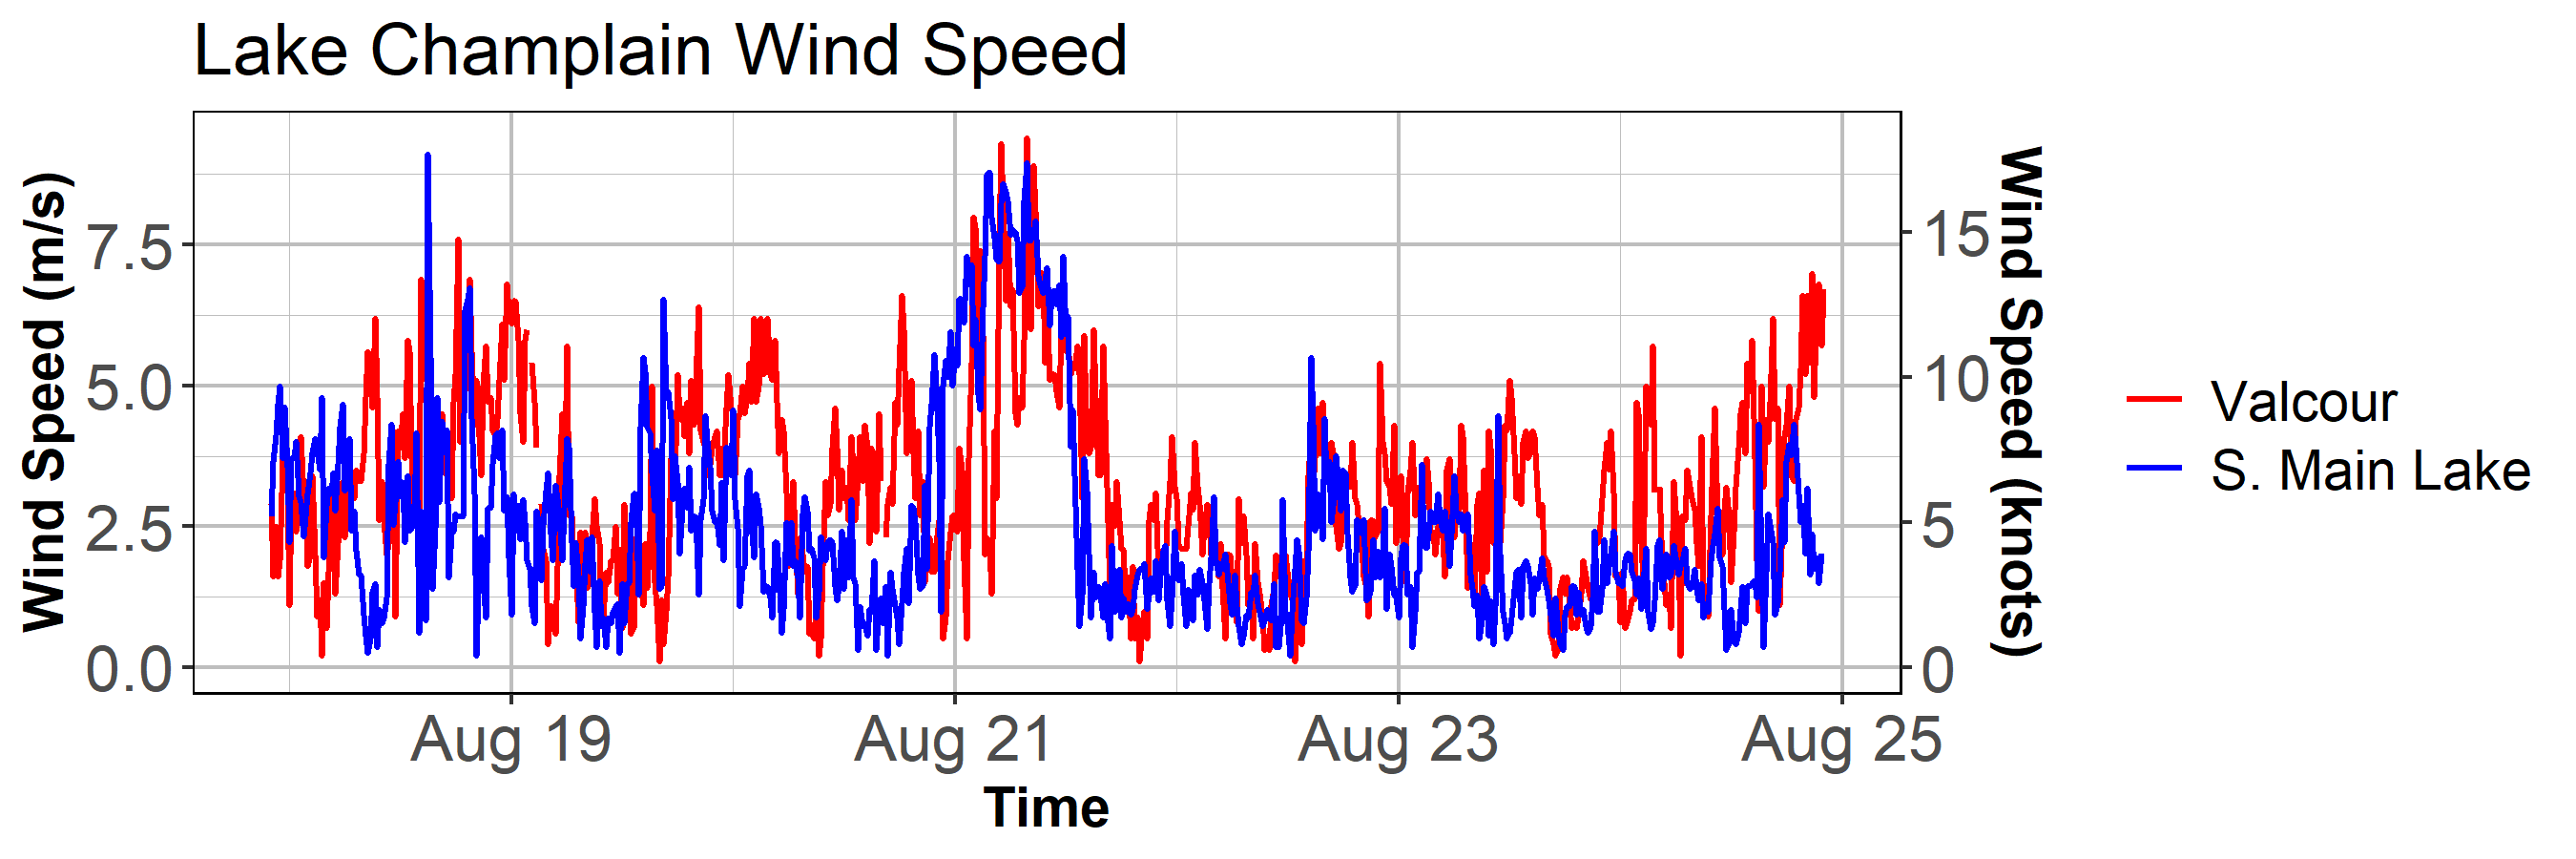 Lake Champlain Wind Speed
Wind Speed (m/s)
7.5
5.0
2.5
0.0
Wind Speed (knots)
15
10
5
0
Aug 19
Aug 21
Aug 23
Aug 25
Time
Valcour
S. Main Lake